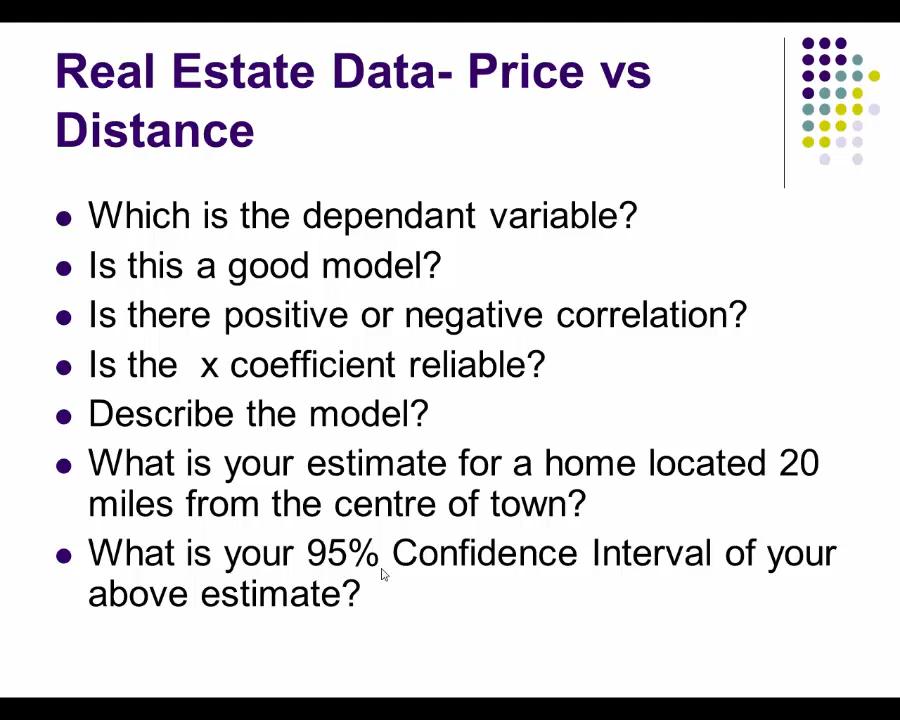 Real Estate Data- Price vs
Distance
Which is the dependant variable?
Is this a good model?
Is there positive or negative correlation?
Is the  x coefficient reliable?
Describe the model?
What is your estimate for a home located 20
miles from the centre of town?
What is your 95% Confidence Interval of your
above estimate?